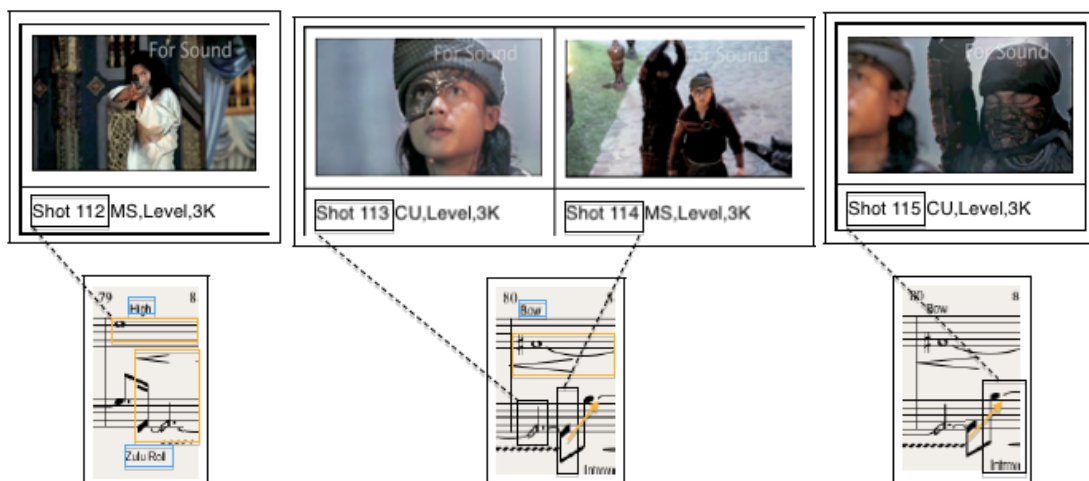 For Sound
For Sound
For Sound
For Sound
Shot 112 MS,Level,3K
Shot 113 CU,Level,3K
Shot 114 MS,Level,3K
Shot 115 CU,Level,3K
79 8
High
Zulu Roll
80 8
Bow
80 8
Bow